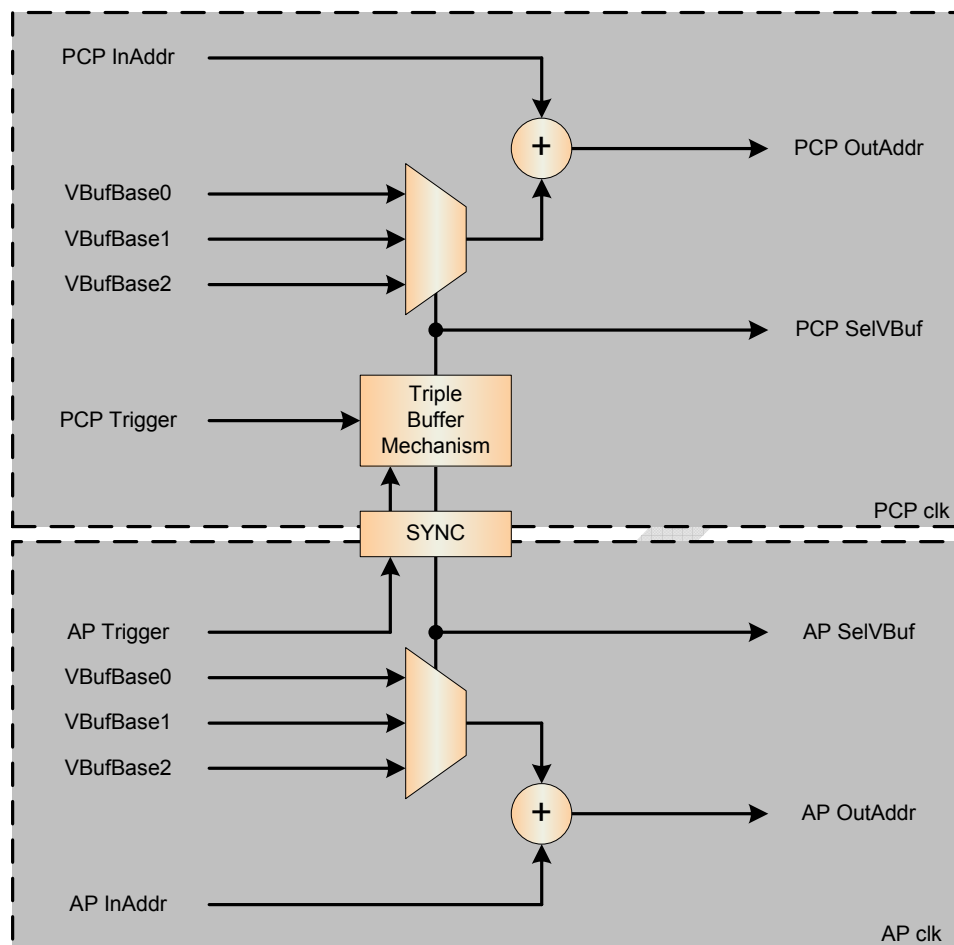 PCP InAddr
+
PCP OutAddr
VBufBase0
VBufBase1
VBufBase2
PCP SelVBuf
PCP Trigger
Triple
Buffer
Mechanism
PCP clk
SYNC
AP Trigger
AP SelVBuf
VBufBase0
VBufBase1
VBufBase2
+
AP OutAddr
AP InAddr
AP clk